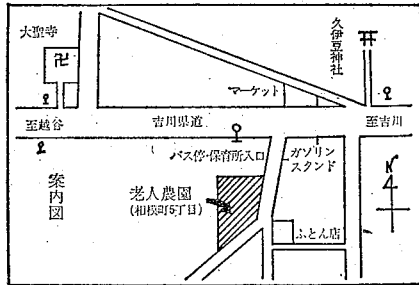 大聖寺
卍
久伊豆神社
マーケット
至越谷
吉川県道
至吉川
バス停・保育所入口
ガソリン
スタンド
案内図
老人農園
(相模町5丁目)
ふとん店
N